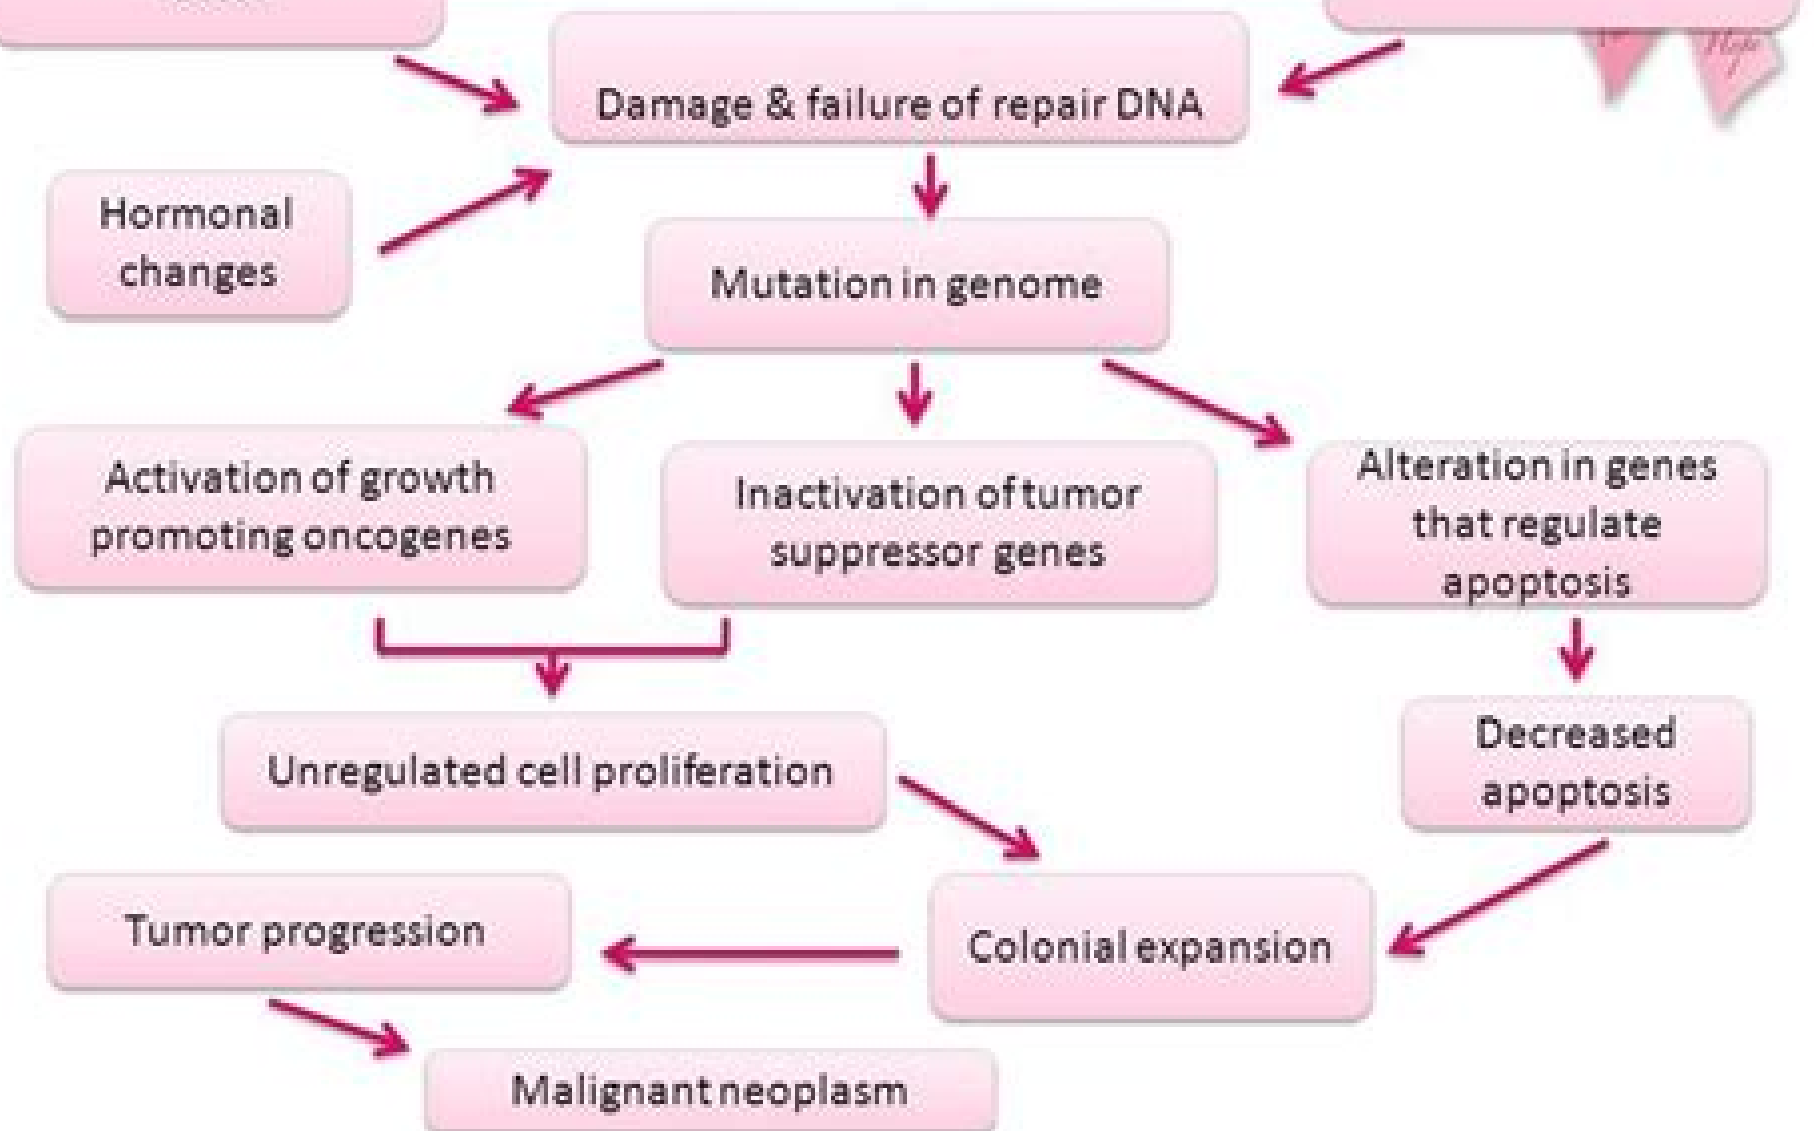 Hope
Damage & failure of repair DNA
Hormonal
changes
Mutation in genome
Activation of growth
promoting oncogenes
Inactivation of tumor
suppressor genes
Alteration in genes
that regulate
apoptosis
Unregulated cell proliferation
Decreased
apoptosis
Tumor progression
Colonial expansion
Malignant neoplasm